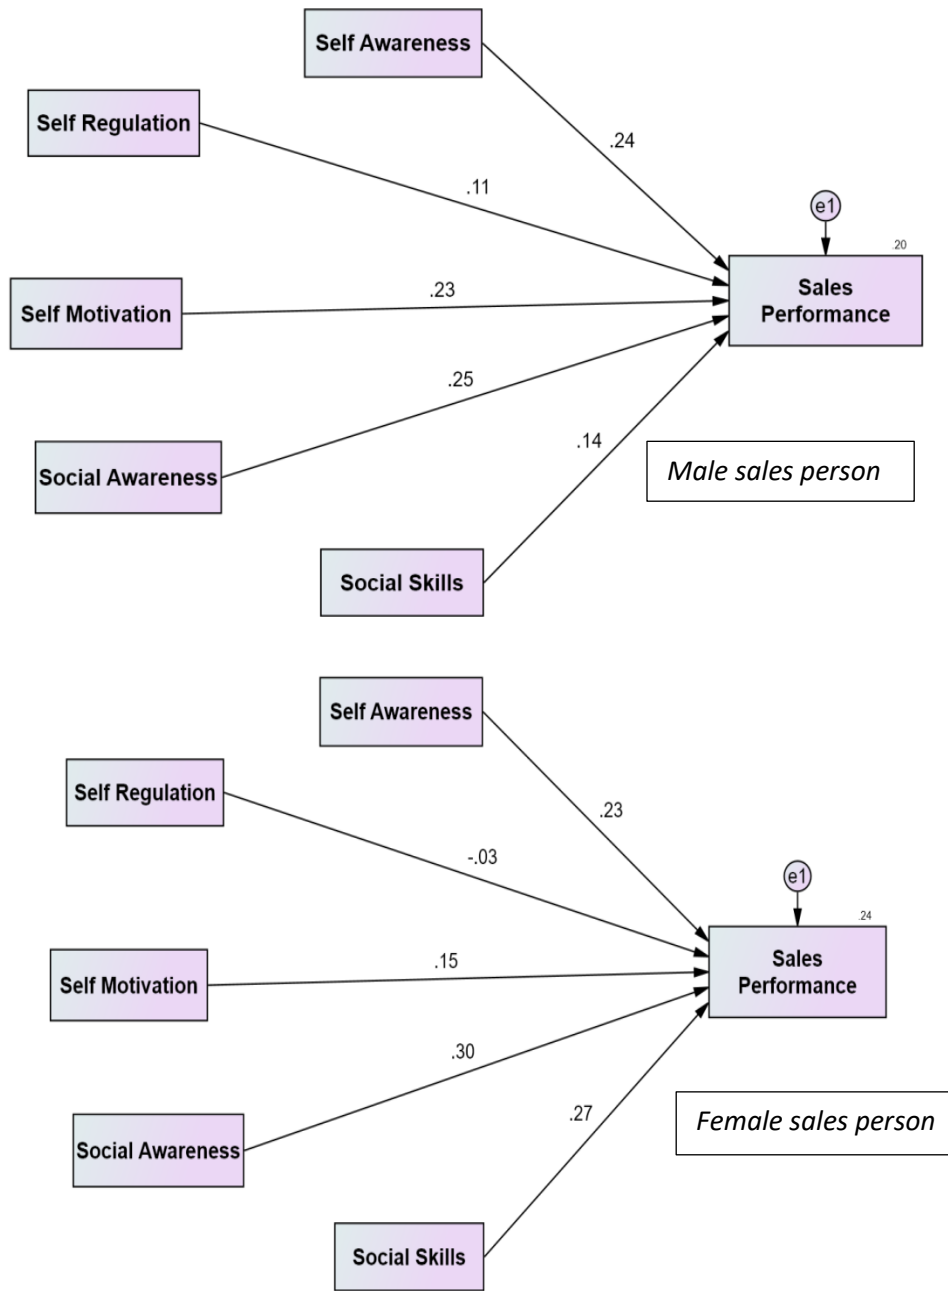 Self Awareness
Self Regulation
.24
.11
e1
.20
Self Motivation
.23
Sales
Performance
.25
Social Awareness
.14
Male sales person
Social Skills
Self Awareness
Self Regulation
.23
-.03
e1
.24
Self Motivation
.15
Sales
Performance
.30
Social Awareness
.27
Female sales person
Social Skills